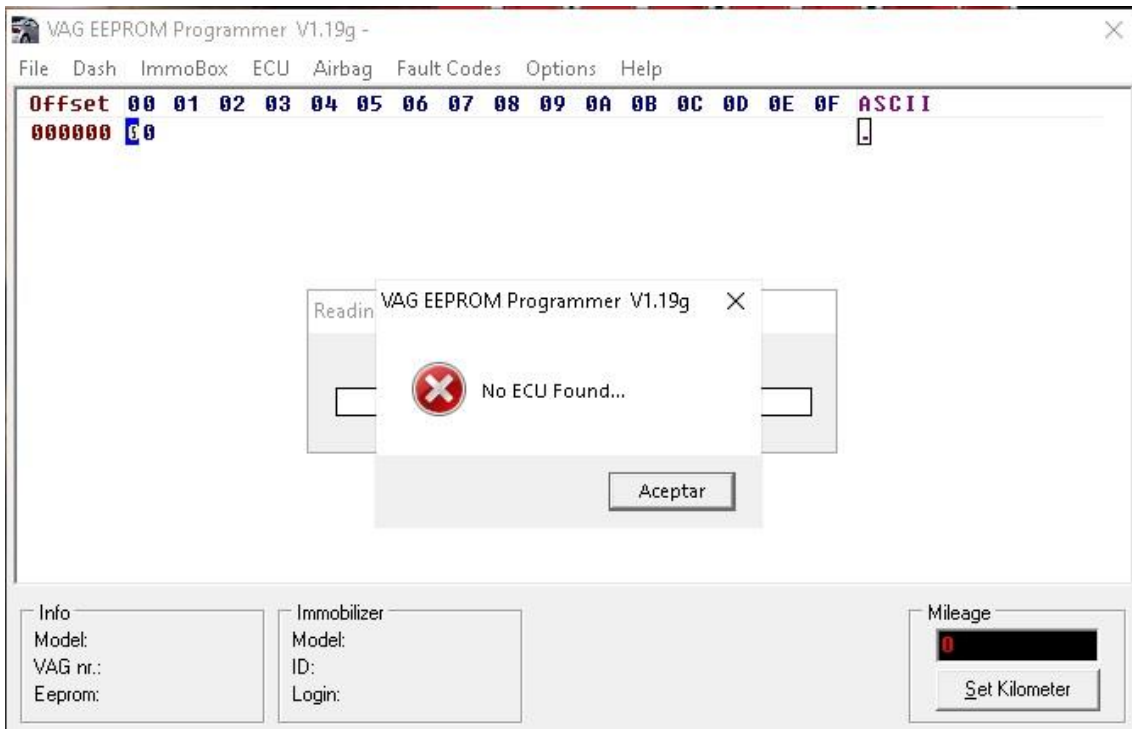 VAG EEPROM Programmer V1.19g -
File Dash ImmoBox ECU Airbag Fault Codes Options Help
Offset 00 01 02 03 04 05 06 07 08 09 0A 0B 0C 0D 0E 0F ASCII
000000 00 .
Readin
VAG EEPROM Programmer V1.19g
No ECU Found...
Aceptar
Info
Model:
VAG nr.:
Eeprom:
Immobilizer
Model:
ID:
Login:
Mileage
0
Set Kilometer